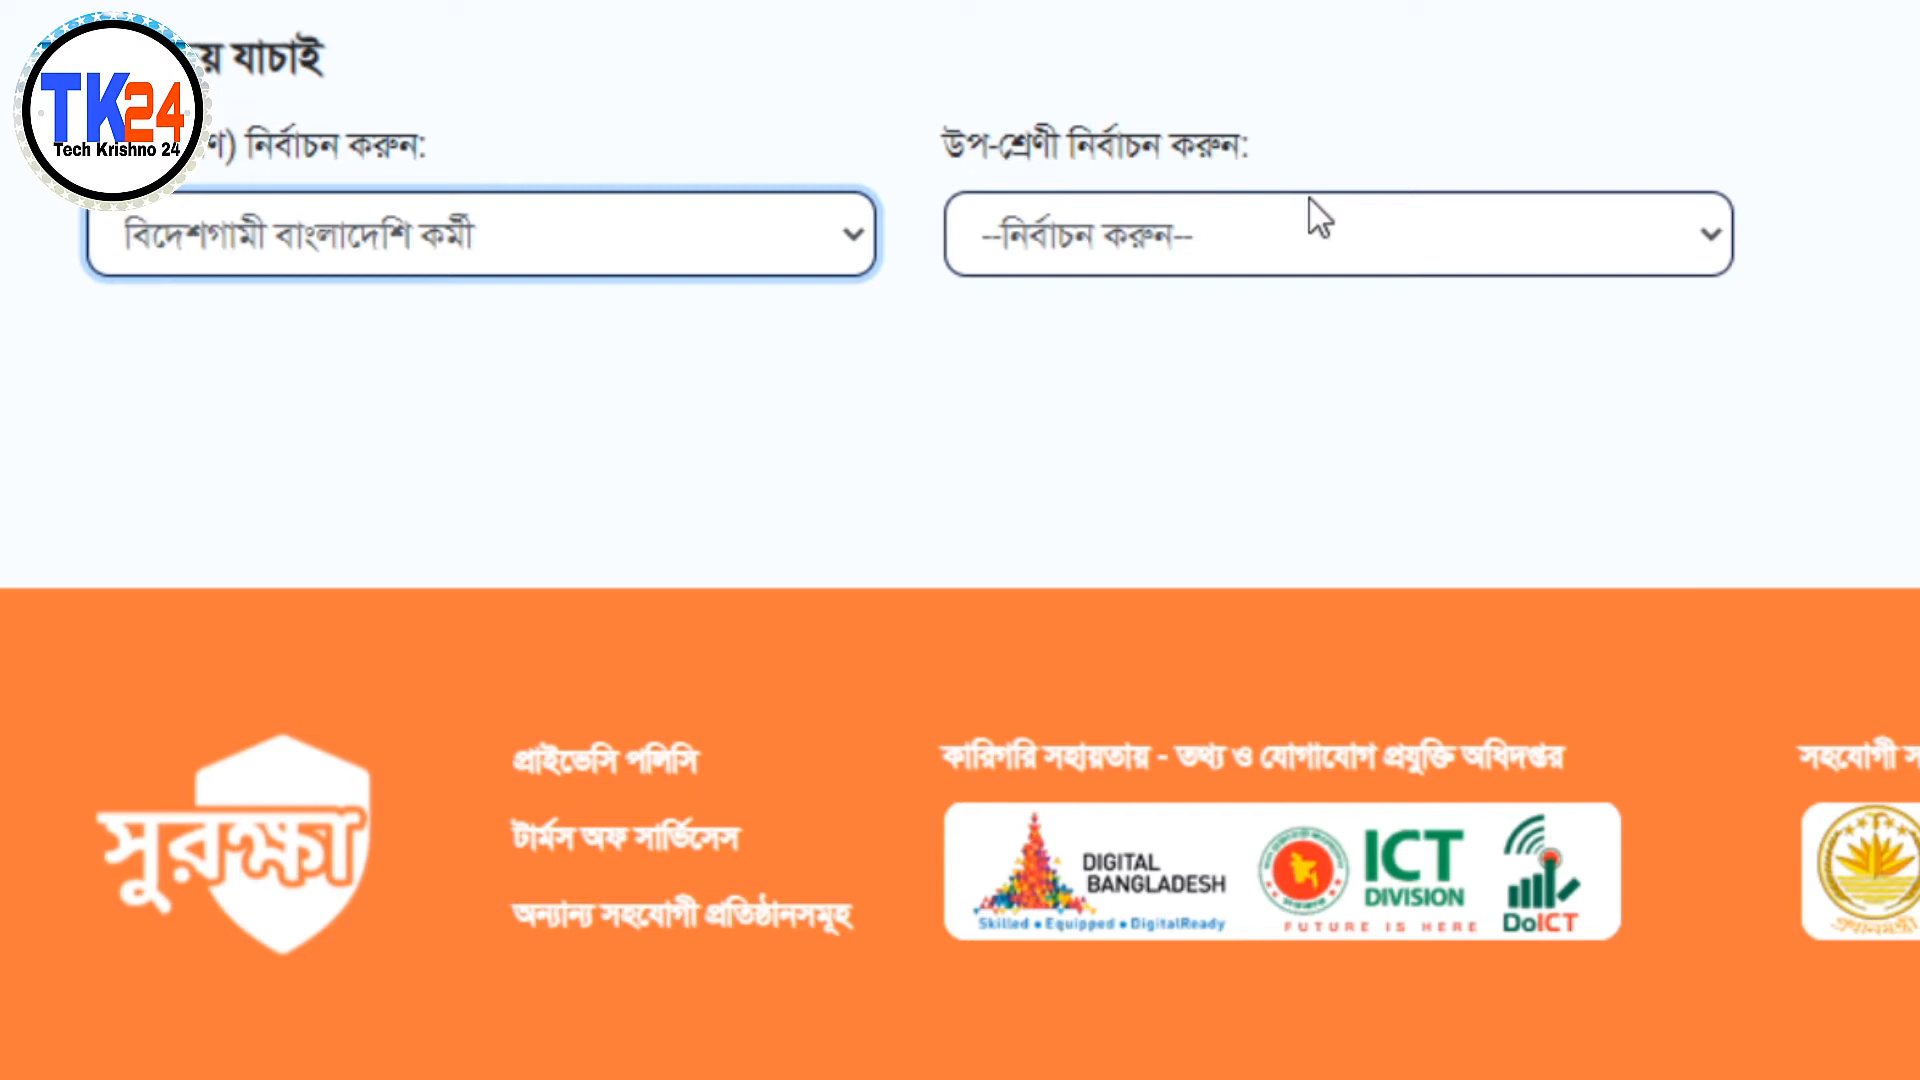 যাচাই
TK24
Tech Krishno 24
নির্বাচন করুন:
উপ-শ্রেণী নির্বাচন করুন:
বিদেশগামী বাংলাদেশি কর্মী
--নির্বাচন করুন--
সুরক্ষা
প্রাইভেসি পলিসি
টার্মস অফ সার্ভিসেস
অন্যান্য সহযোগী প্রতিষ্ঠানসমূহ
কারিগরি সহায়তায় - তথ্য ও যোগাযোগ প্রযুক্তি অধিদপ্তর
DIGITAL
BANGLADESH
Skilled • Equipped • DigitalReady
ICT
DIVISION
FUTURE IS HERE
DoICT
সহযোগী